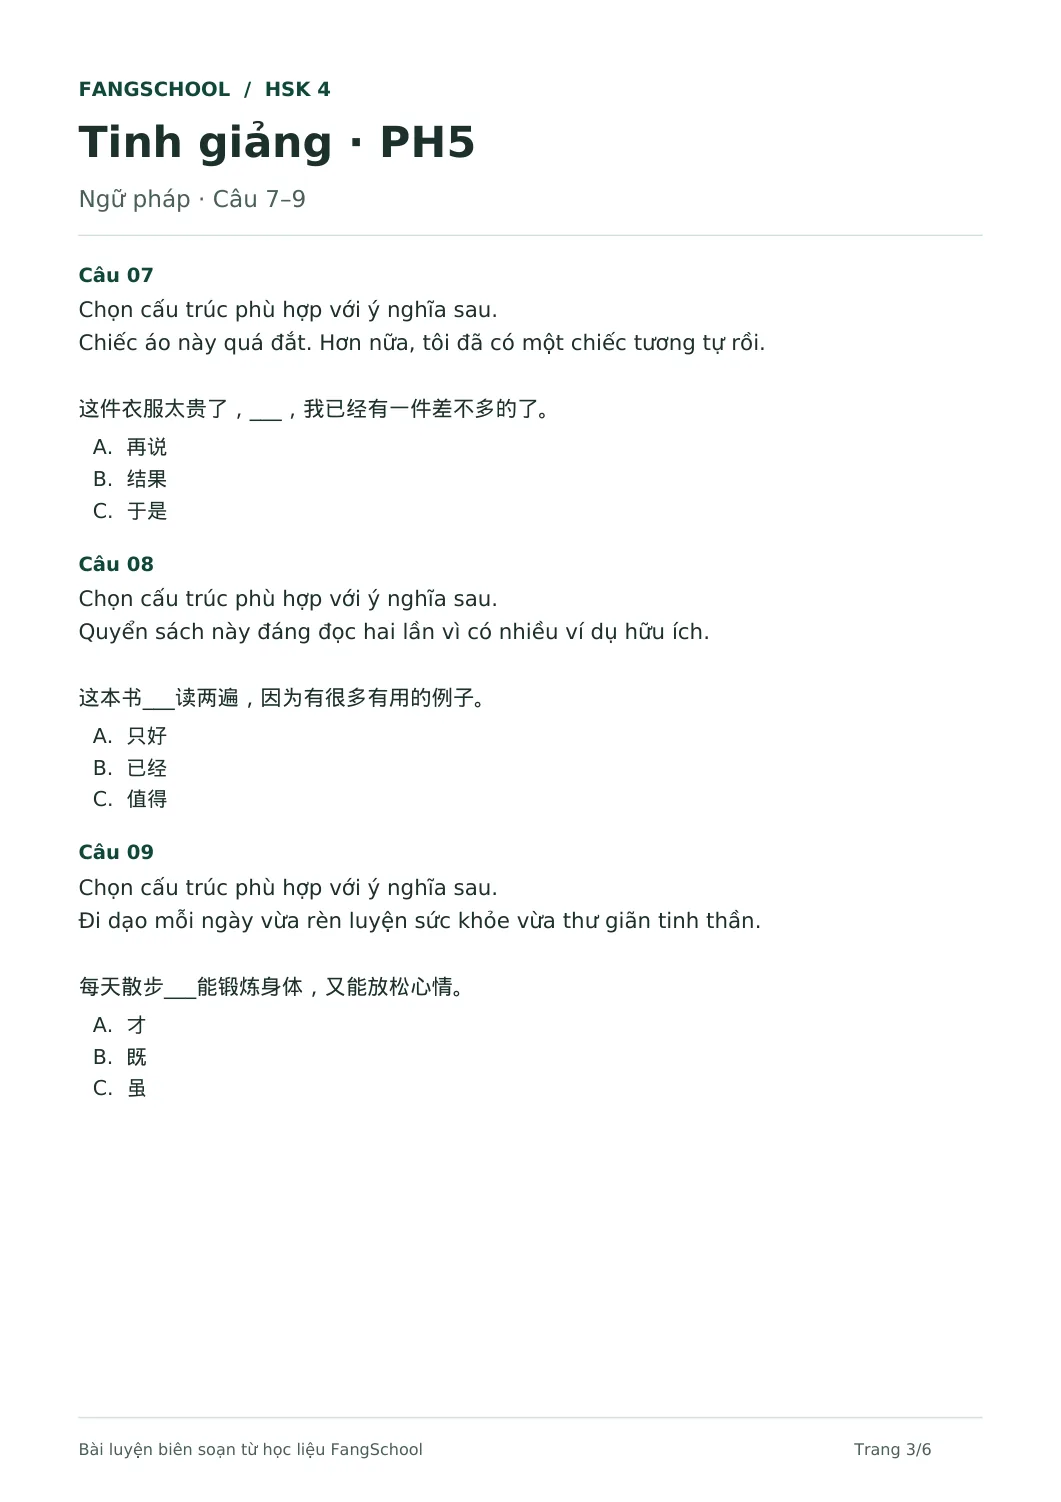 FANGSCHOOL / HSK 4
Tinh giảng · PH5
Ngữ pháp · Câu 7–9
Câu 07
Chọn cấu trúc phù hợp với ý nghĩa sau.
Chiếc áo này quá đắt. Hơn nữa, tôi đã có một chiếc tương tự rồi.
这件衣服太贵了，___，我已经有一件差不多的了。
A. 再说
B. 结果
C. 于是
Câu 08
Chọn cấu trúc phù hợp với ý nghĩa sau.
Quyển sách này đáng đọc hai lần vì có nhiều ví dụ hữu ích.
这本书___读两遍，因为有很多有用的例子。
A. 只好
B. 已经
C. 值得
Câu 09
Chọn cấu trúc phù hợp với ý nghĩa sau.
Đi dạo mỗi ngày vừa rèn luyện sức khỏe vừa thư giãn tinh thần.
每天散步___能锻炼身体，又能放松心情。
A. 才
B. 既
C. 虽
Bài luyện biên soạn từ học liệu FangSchool
Trang 3/6